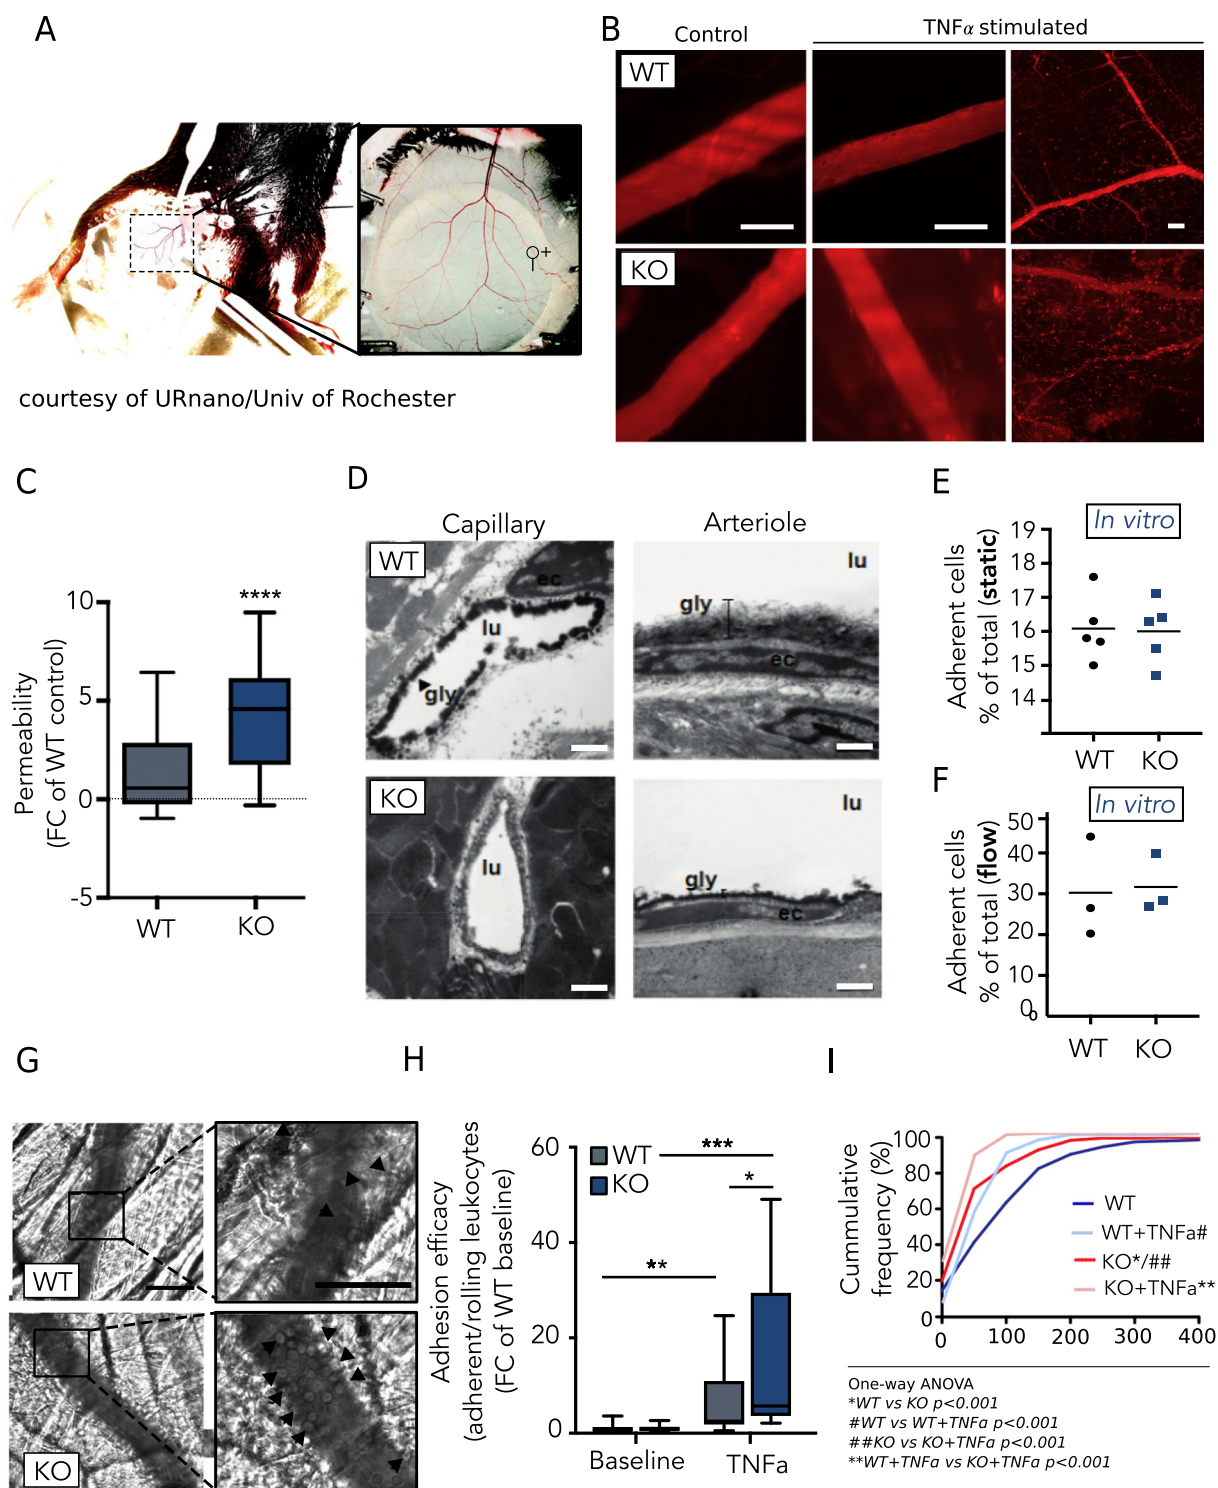 A
courtesy of URnano/Univ of Rochester
B
Control
TNFα stimulated
WT
KO
C
Permeability
(FC of WT control)
10
5
0
-5
****
WT
KO
D
Capillary
Arteriole
WT
ec
lu
gly
lu
gly
ec
KO
lu
lu
gly
ec
E
In vitro
Adherent cells
% of total (static)
19
18
17
16
15
14
WT
KO
F
In vitro
Adherent cells
% of total (flow)
50
40
30
20
10
0
0
WT
KO
G
WT
KO
H
Adhesion efficacy
(adherent/rolling leukocytes
(FC of WT baseline)
60
40
20
0
WT
KO
***
*
**
Baseline
TNFa
I
Cummulative
frequency (%)
100
80
60
40
20
0
WT
WT+TNFa#
KO*/##
KO+TNFa**
0
100
200
300
400
One-way ANOVA
*WT vs KO p<0.001
#WT vs WT+TNFa p<0.001
##KO vs KO+TNFa p<0.001
**WT+TNFa vs KO+TNFa p<0.001